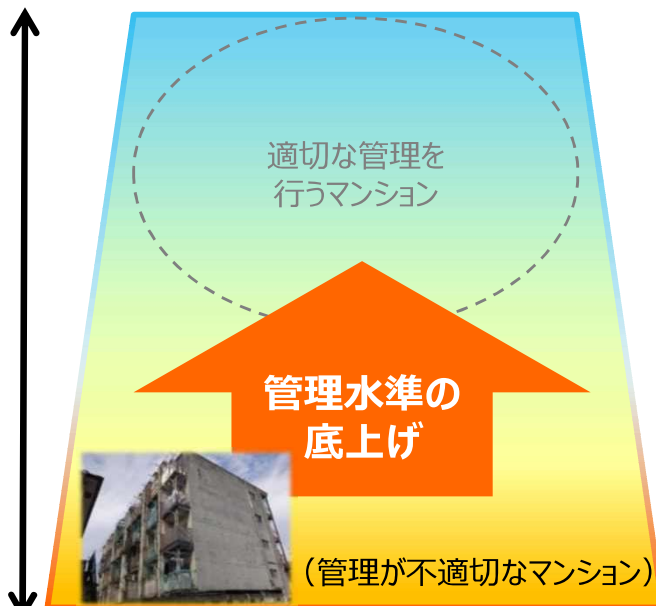 適切な管理を
行うマンション
管理水準の
底上げ
（管理が不適切なマンション）